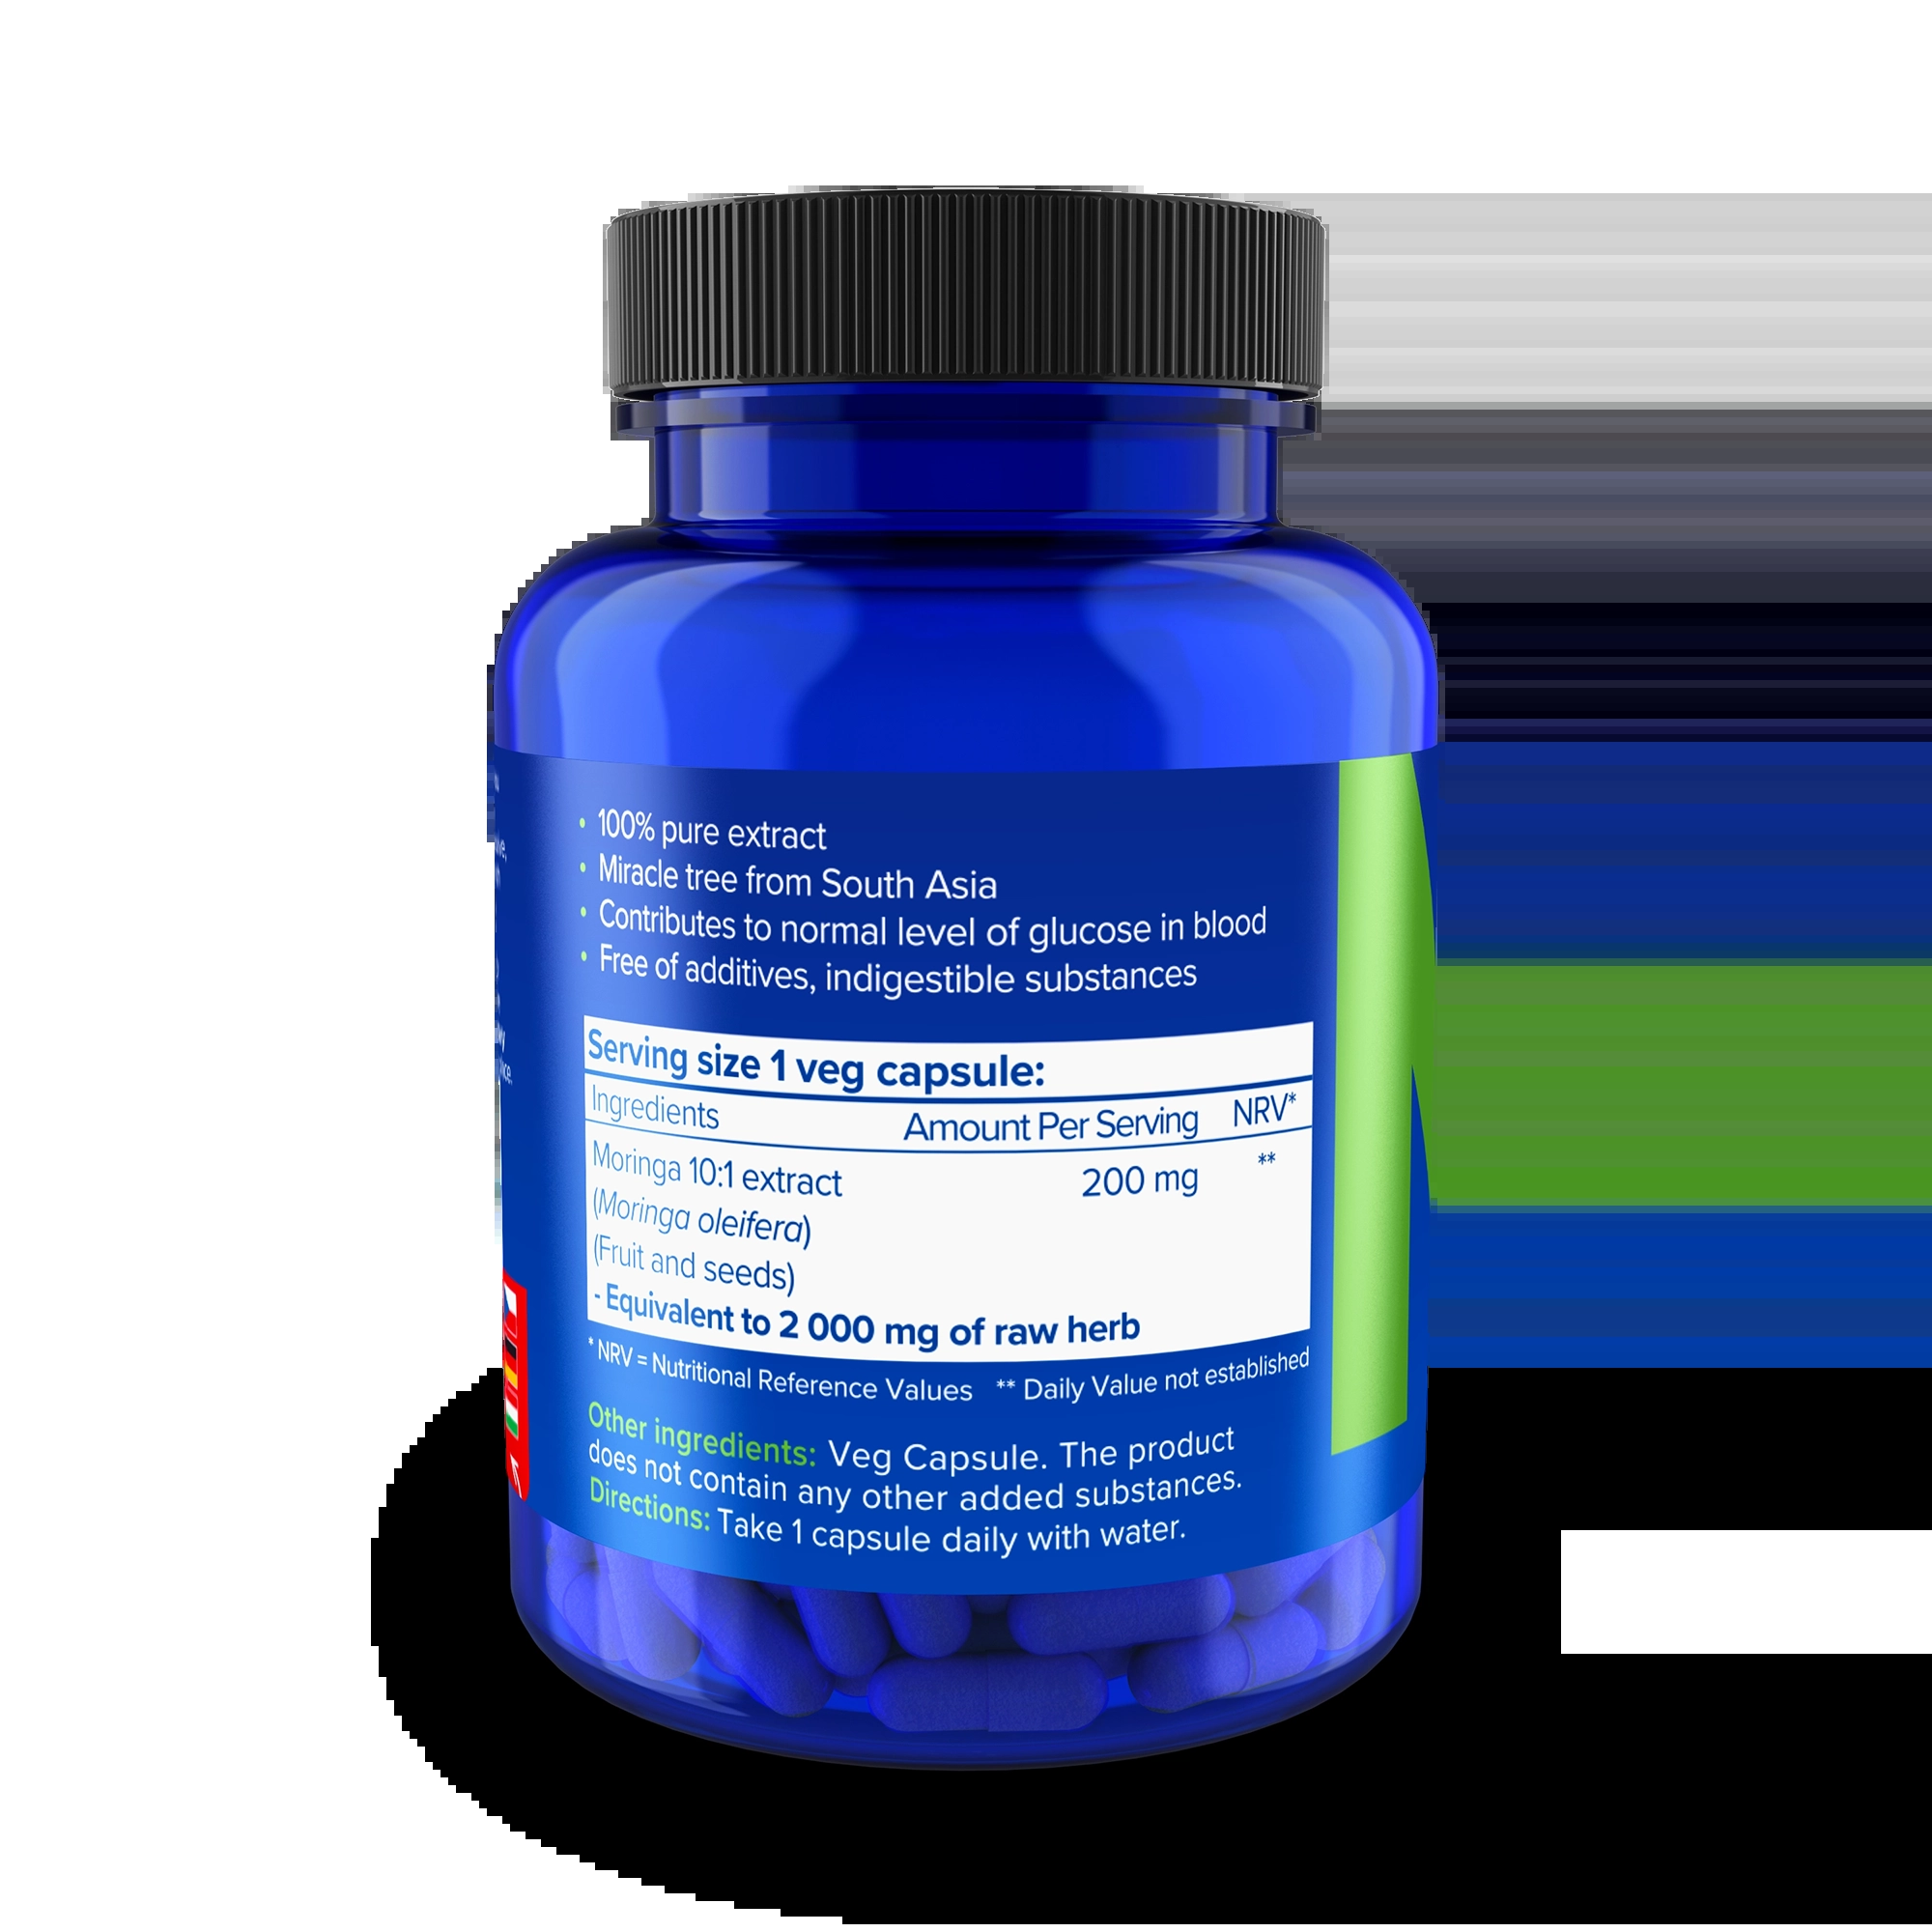 • 100% pure extract
• Miracle tree from South Asia
• Contributes to normal level of glucose in blood
• Free of additives, indigestible substances
Serving size 1 veg capsule:
Ingredients Amount Per Serving NRV*
Moringa 10:1 extract 200 mg **
(Moringa oleifera)
(Fruit and seeds)
- Equivalent to 2 000 mg of raw herb
* NRV = Nutritional Reference Values ** Daily Value not established
Other ingredients: Veg Capsule. The product
does not contain any other added substances.
Directions: Take 1 capsule daily with water.